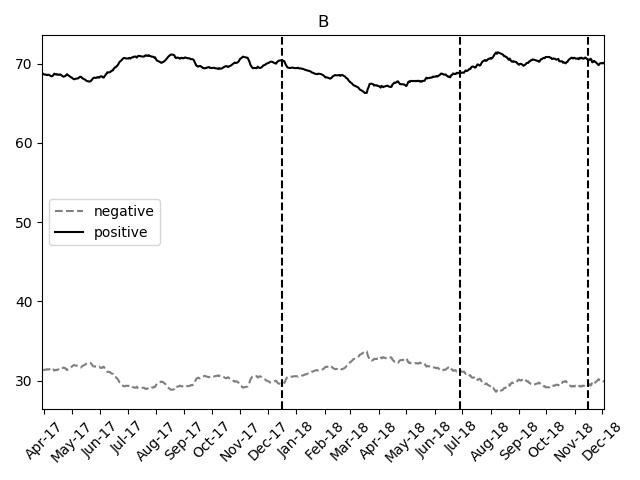 B
70
60
50
40
30
negative
positive
Apr-17
May-17
Jun-17
Jul-17
Aug-17
Sep-17
Oct-17
Nov-17
Dec-17
Jan-18
Feb-18
Mar-18
Apr-18
May-18
Jun-18
Jul-18
Aug-18
Sep-18
Oct-18
Nov-18
Dec-18